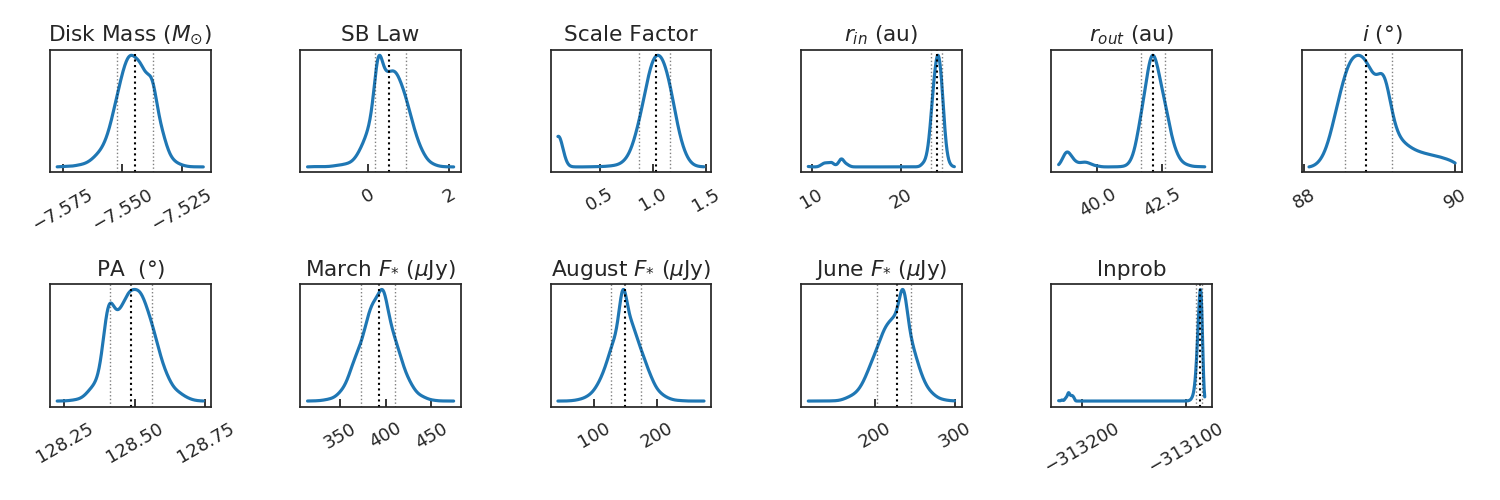 Disk Mass (M⊙) SB Law Scale Factor r_in (au) r_out (au) i (°)
−7.575 −7.550 −7.525 0 2 0.5 1.0 1.5 10 20 40.0 42.5 88 90
PA (°) March F* (μJy) August F* (μJy) June F* (μJy) lnprob
128.25 128.50 128.75 350 400 450 100 200 200 300 −313200 −313100